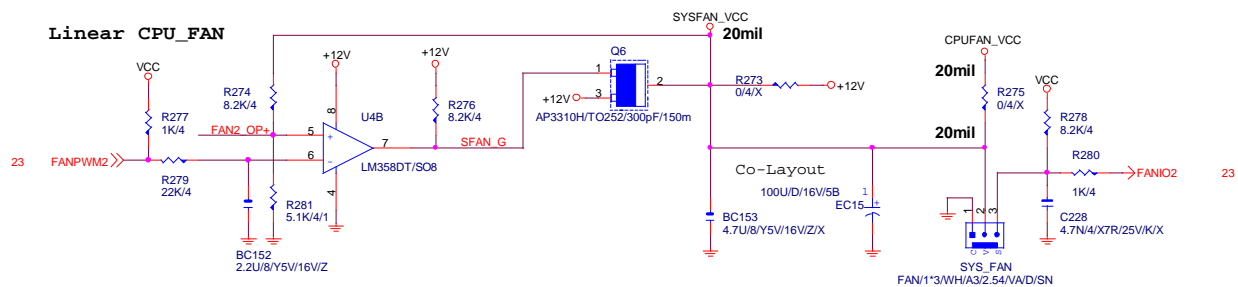 Linear CPU_FAN
SYSFAN_VCC
20mil
CPUFAN_VCC
20mil
20mil
VCC
R277
1K/4
R274
8.2K/4
+12V
8
U4B
FAN2_OP+
5
+
6
-
7
4
LM358DT/SO8
+12V
R276
8.2K/4
SFAN_G
Q6
1
3
2
+12V
AP3310H/TO252/300pF/150m
R273
0/4/X
+12V
R275
0/4/X
VCC
R278
8.2K/4
R280
1K/4
FANIO2
23
23
FANPWM2
R279
22K/4
R281
5.1K/4/1
BC152
2.2U/8/Y5V/16V/Z
Co-Layout
BC153
4.7U/8/Y5V/16V/Z/X
100U/D/16V/5B
EC15
1
+
C228
4.7N/4/X7R/25V/K/X
1
2
3
C
V
S
SYS_FAN
FAN/1*3/WH/A3/2.54/VA/D/SN